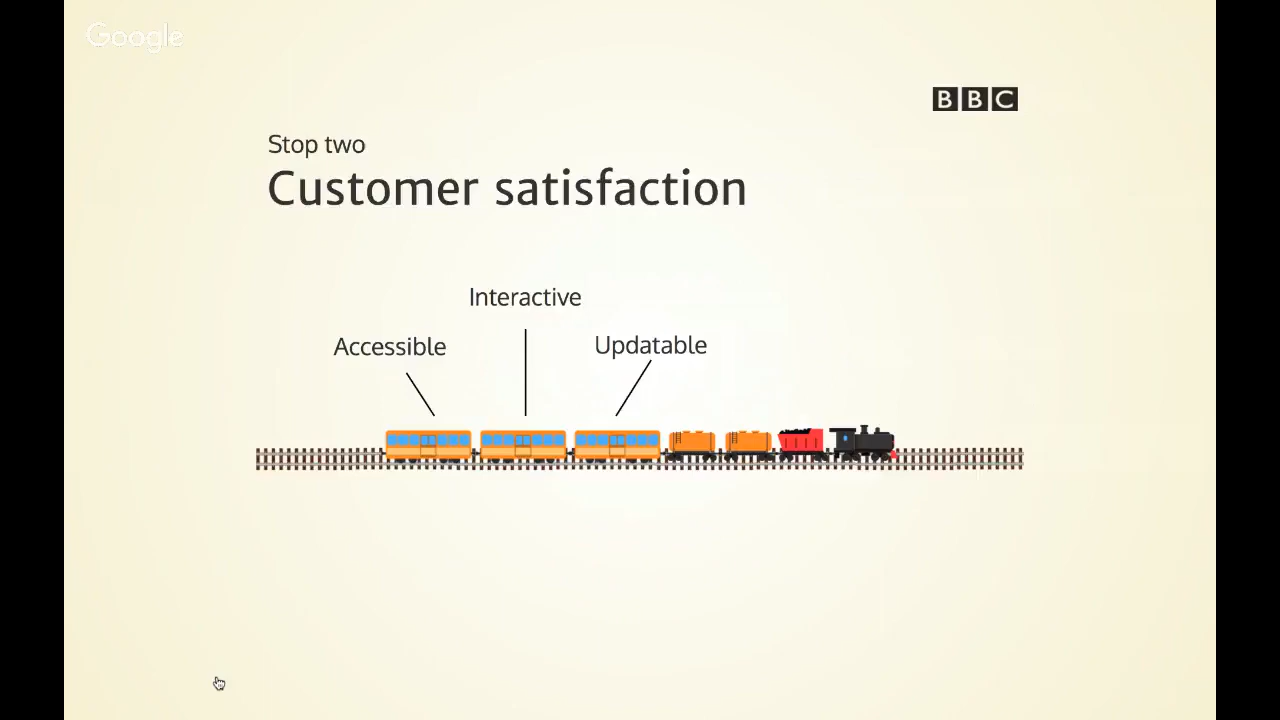 Google
BBC
Stop two
Customer satisfaction
Interactive
Accessible
Updatable